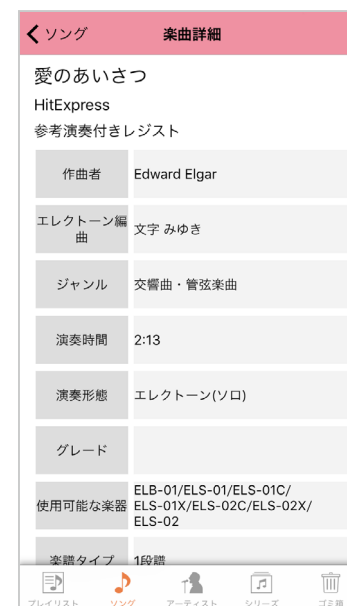 ソング
楽曲詳細
愛のあいさつ
HitExpress
参考演奏付きレジスト
作曲者
Edward Elgar
エレクトーン編
曲
文字 みゆき
ジャンル
交響曲・管弦楽曲
演奏時間
2:13
演奏形態
エレクトーン(ソロ)
グレード
使用可能な楽器
ELB-01/ELS-01/ELS-01C/
ELS-01X/ELS-02C/ELS-02X/
ELS-02
楽譜タイプ
1段譜
プレイリスト
ソング
アーティスト
シリーズ
ゴミ箱